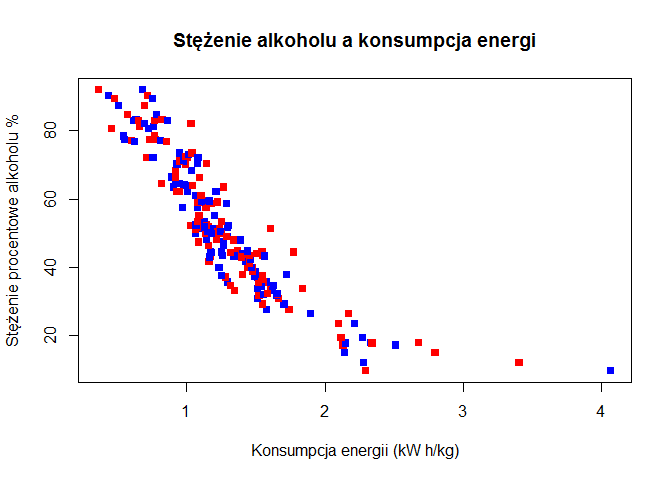 Stężenie alkoholu a konsumpcja energi
Stężenie procentowe alkoholu %
80
60
40
20
1 2 3 4
Konsumpcja energii (kW h/kg)